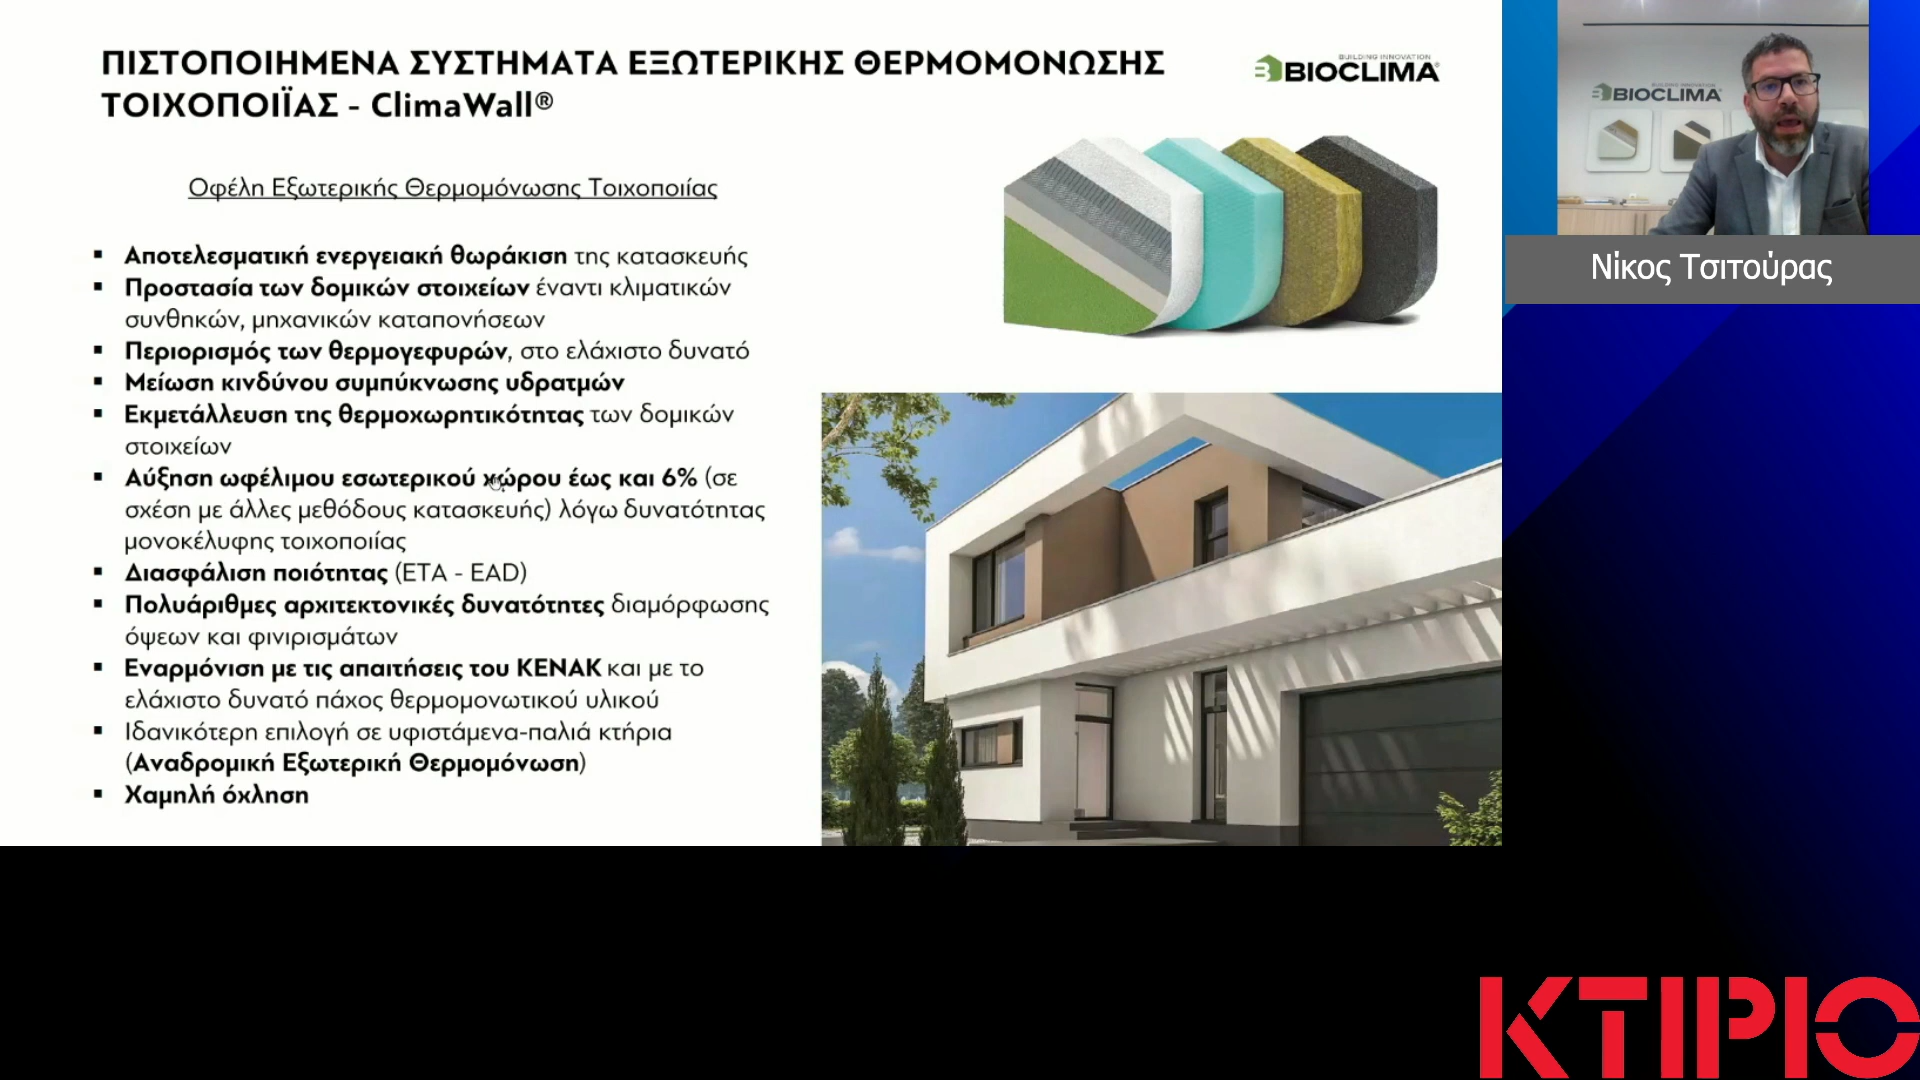 ΠΙΣΤΟΠΟΙΗΜΕΝΑ ΣΥΣΤΗΜΑΤΑ ΕΞΩΤΕΡΙΚΗΣ ΘΕΡΜΟΜΟΝΩΣΗΣ
ΤΟΙΧΟΠΟΙΪΑΣ - ClimaWall®
BUILDING INNOVATION
BIOCLIMA®
Οφέλη Εξωτερικής Θερμομόνωσης Τοιχοποιίας
▪ Αποτελεσματική ενεργειακή θωράκιση της κατασκευής
▪ Προστασία των δομικών στοιχείων έναντι κλιματικών
συνθηκών, μηχανικών καταπονήσεων
▪ Περιορισμός των θερμογεφυρών, στο ελάχιστο δυνατό
▪ Μείωση κινδύνου συμπύκνωσης υδρατμών
▪ Εκμετάλλευση της θερμοχωρητικότητας των δομικών
στοιχείων
▪ Αύξηση ωφέλιμου εσωτερικού χώρου έως και 6% (σε
σχέση με άλλες μεθόδους κατασκευής) λόγω δυνατότητας
μονοκέλυφης τοιχοποιίας
▪ Διασφάλιση ποιότητας (ETA - EAD)
▪ Πολυάριθμες αρχιτεκτονικές δυνατότητες διαμόρφωσης
όψεων και φινιρισμάτων
▪ Εναρμόνιση με τις απαιτήσεις του ΚΕΝΑΚ και με το
ελάχιστο δυνατό πάχος θερμομονωτικού υλικού
▪ Ιδανικότερη επιλογή σε υφιστάμενα-παλιά κτήρια
(Αναδρομική Εξωτερική Θερμομόνωση)
▪ Χαμηλή όχληση
BUILDING INNOVATION
BIOCLIMA
Νίκος Τσιτούρας
ΚΤΙΡΙΟ